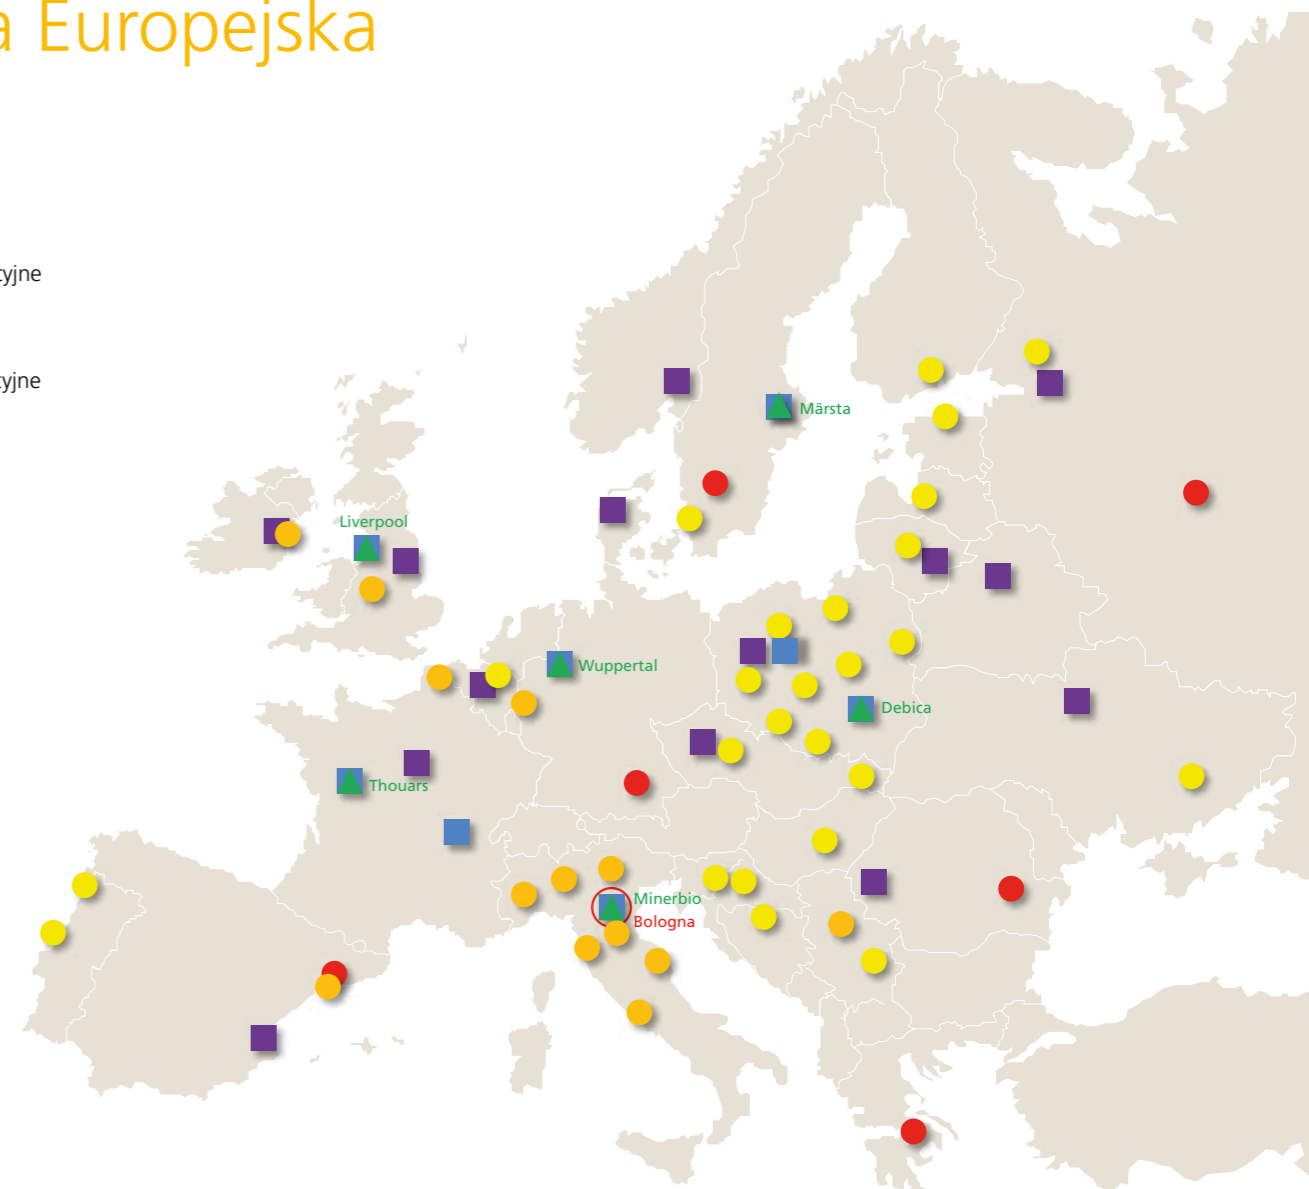 a Europejska
cyjne
cyjne
Märsta
Liverpool
Wuppertal
Debica
Thouars
Minerbio
Bologna